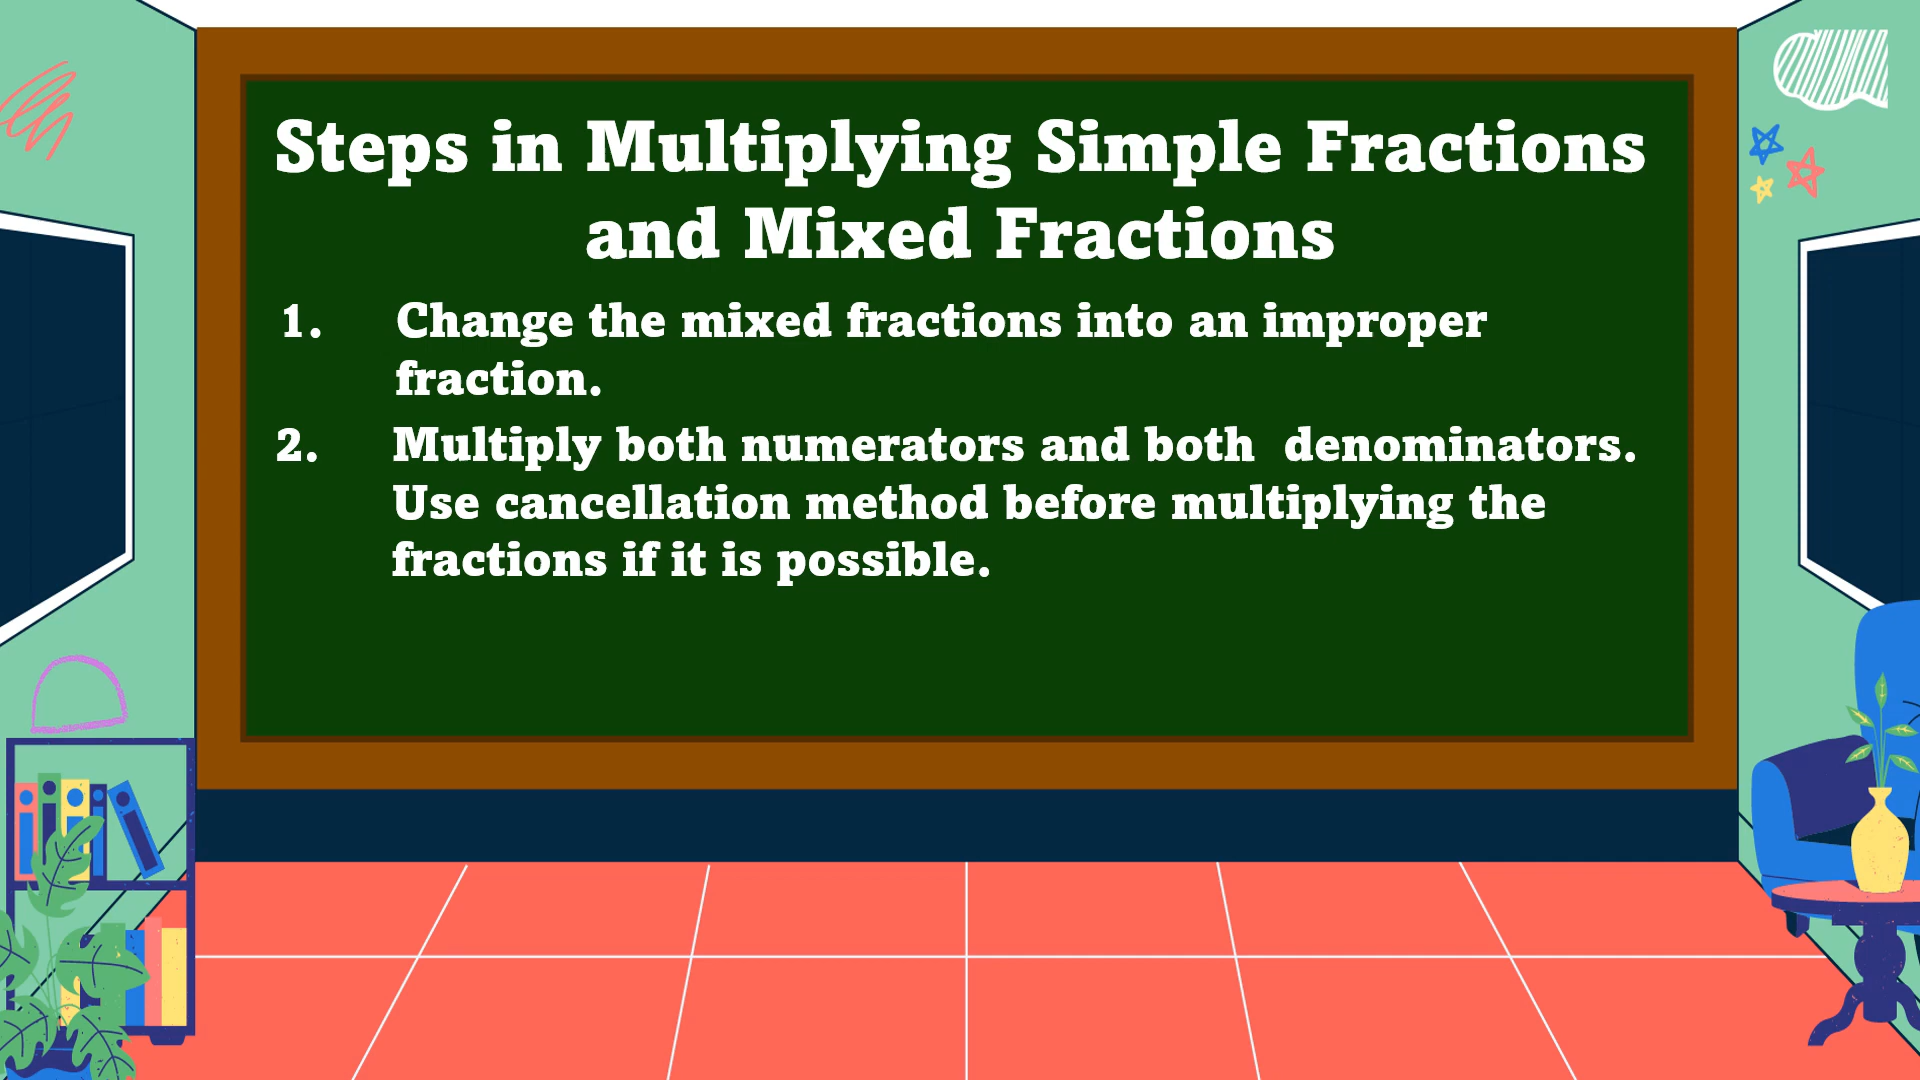 Steps in Multiplying Simple Fractions
and Mixed Fractions
1. Change the mixed fractions into an improper
fraction.
2. Multiply both numerators and both  denominators.
Use cancellation method before multiplying the
fractions if it is possible.